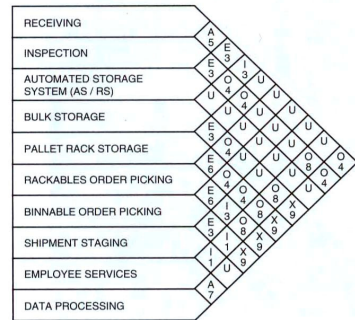 RECEIVING
A
5
INSPECTION
E
3
E
3
I
3
AUTOMATED STORAGE
SYSTEM (AS / RS)
O
4
U
U
O
4
U
BULK STORAGE
U
U
E
3
U
U
U
PALLET RACK STORAGE
O
4
U
U
U
E
6
U
U
O
8
O
4
RACKABLES ORDER PICKING
O
4
U
U
O
4
E
6
O
4
O
8
U
BINNABLE ORDER PICKING
I
3
O
8
X
9
E
3
O
8
X
9
SHIPMENT STAGING
I
1
X
9
I
1
X
9
EMPLOYEE SERVICES
U
A
7
DATA PROCESSING